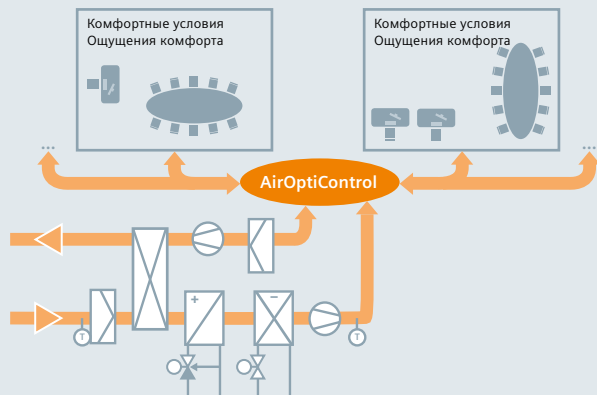 Комфортные условия
Ощущения комфорта
Комфортные условия
Ощущения комфорта
...
...
AirOptiControl
+
−
T
T